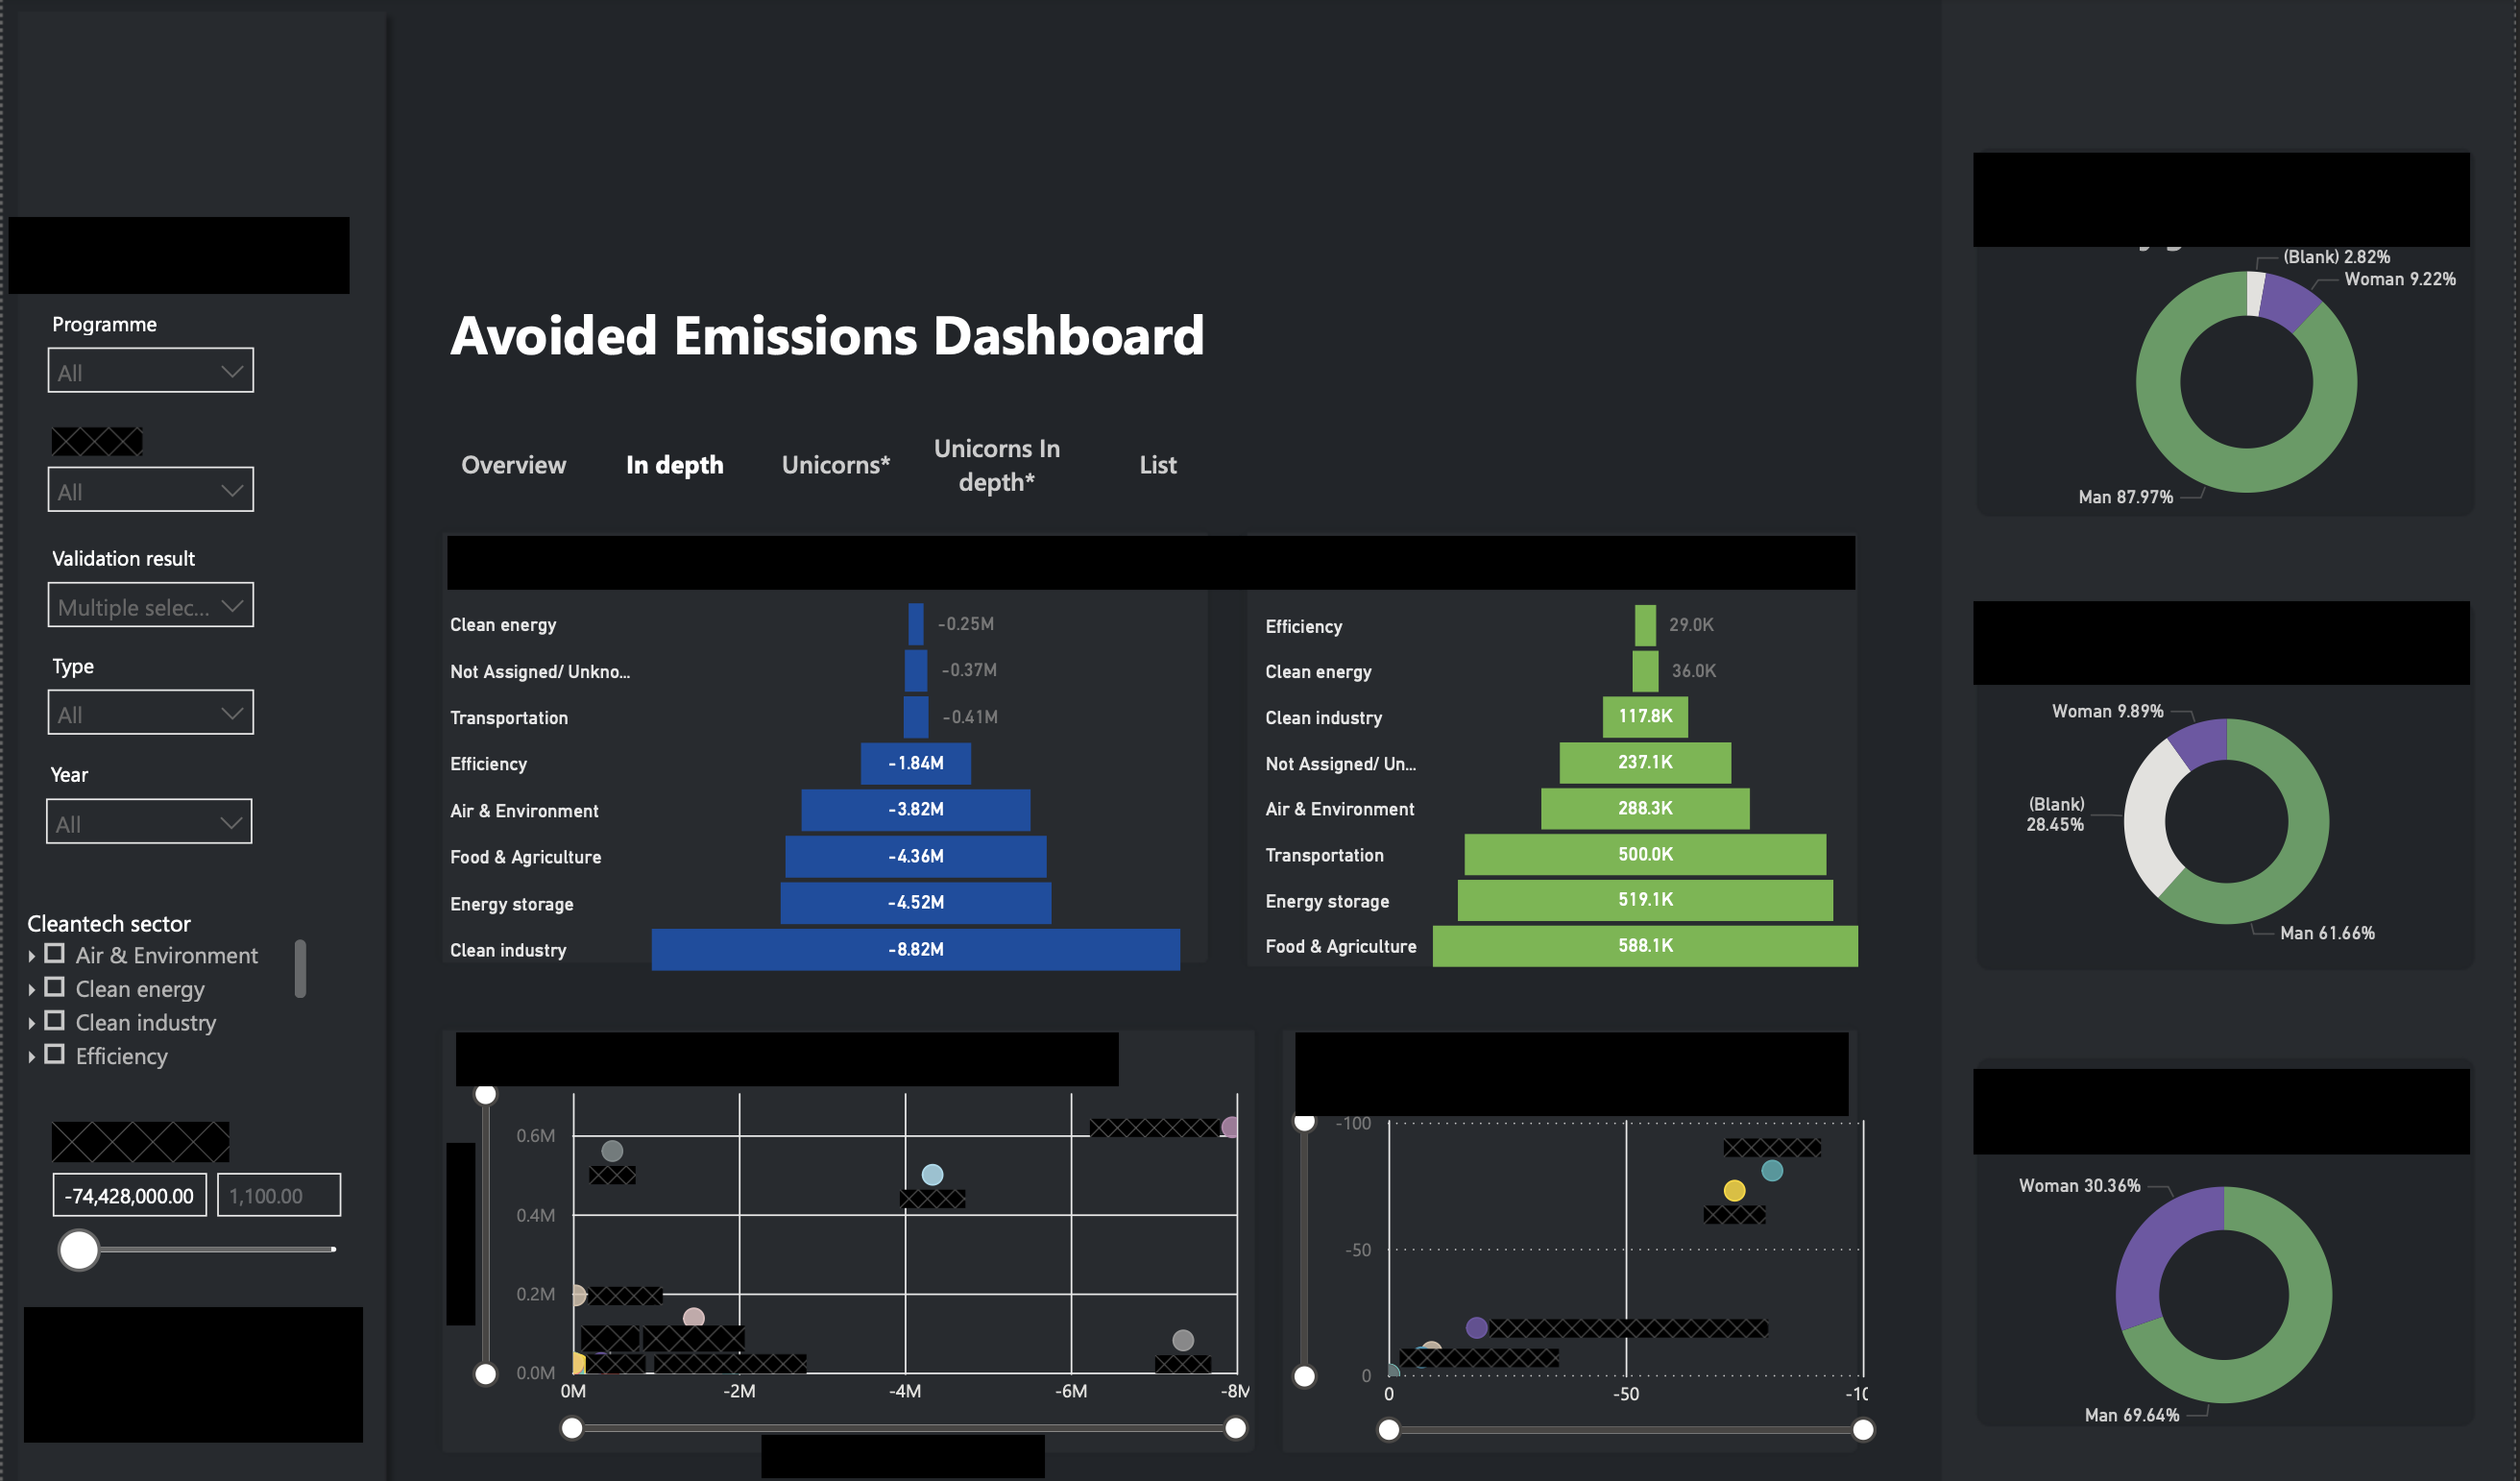 Programme
All
All
Validation result
Multiple selec...
Type
All
Year
All
Cleantech sector
Air & Environment
Clean energy
Clean industry
Efficiency
-74,428,000.00
1,100.00
Avoided Emissions Dashboard
Overview
In depth
Unicorns*
Unicorns In
depth*
List
Clean energy -0.25M
Not Assigned/ Unkno... -0.37M
Transportation -0.41M
Efficiency -1.84M
Air & Environment -3.82M
Food & Agriculture -4.36M
Energy storage -4.52M
Clean industry -8.82M
Efficiency 29.0K
Clean energy 36.0K
Clean industry 117.8K
Not Assigned/ Un... 237.1K
Air & Environment 288.3K
Transportation 500.0K
Energy storage 519.1K
Food & Agriculture 588.1K
0.6M
0.4M
0.2M
0.0M
0M -2M -4M -6M -8M
-100
-50
0
0 -50 -10
(Blank) 2.82%
Woman 9.22%
Man 87.97%
Woman 9.89%
(Blank)
28.45%
Man 61.66%
Woman 30.36%
Man 69.64%